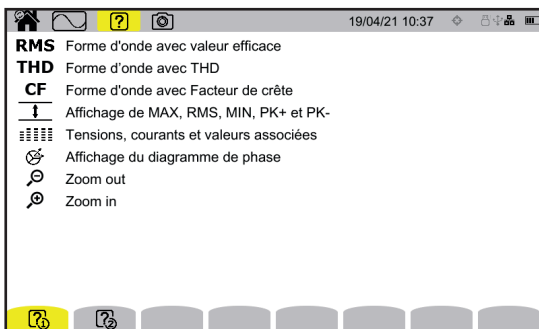 ? 19/04/21 10:37
RMS Forme d'onde avec valeur efficace
THD Forme d’onde avec THD
CF Forme d'onde avec Facteur de crête
Affichage de MAX, RMS, MIN, PK+ et PK-
Tensions, courants et valeurs associées
Affichage du diagramme de phase
Zoom out
Zoom in
?1 ?2